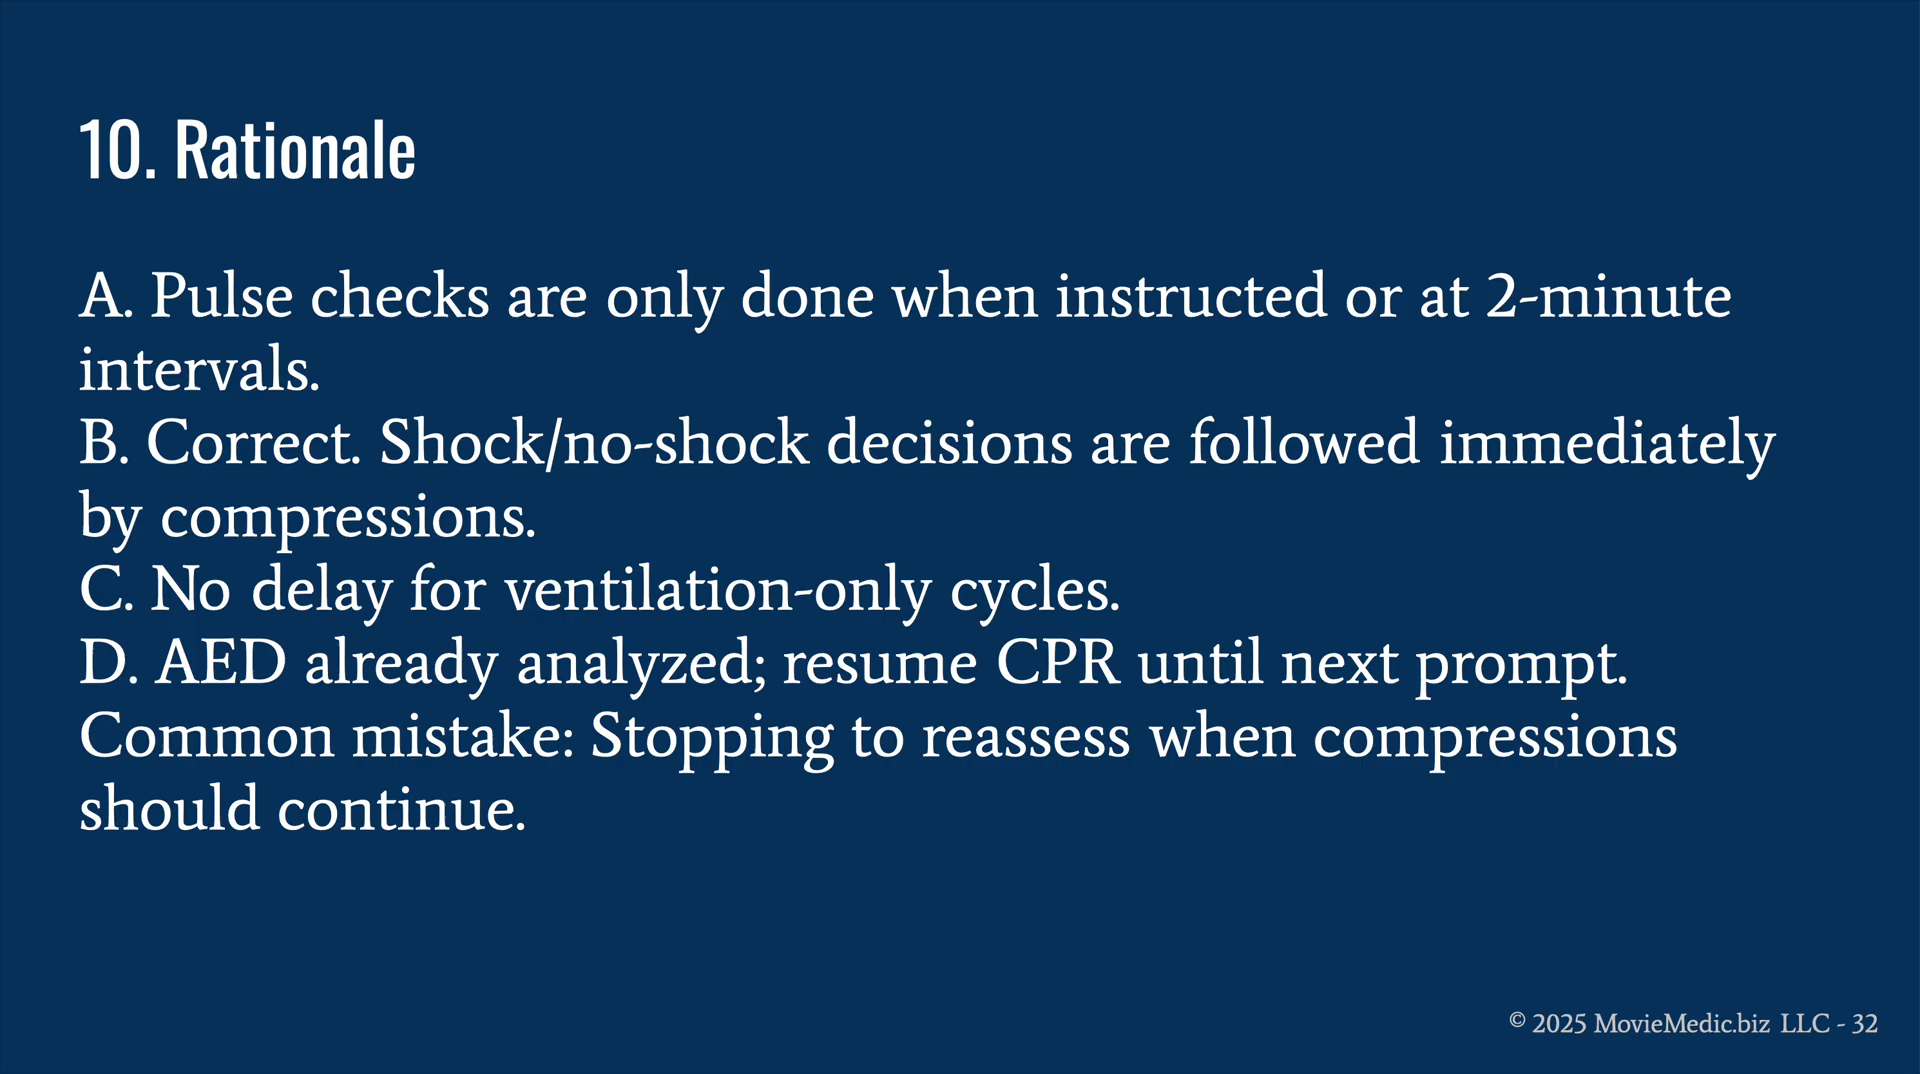 10. Rationale
A. Pulse checks are only done when instructed or at 2-minute
intervals.
B. Correct. Shock/no-shock decisions are followed immediately
by compressions.
C. No delay for ventilation-only cycles.
D. AED already analyzed; resume CPR until next prompt.
Common mistake: Stopping to reassess when compressions
should continue.
© 2025 MovieMedic.biz LLC - 32